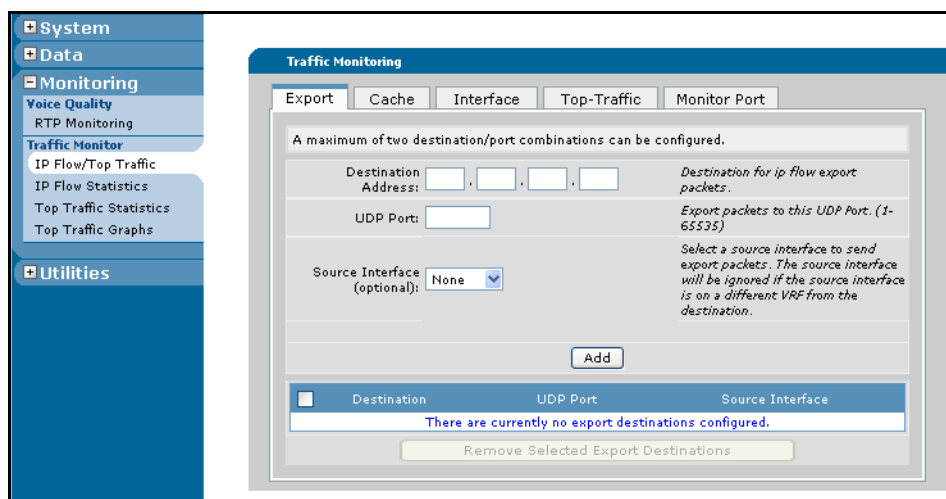 System
Data
Monitoring
Voice Quality
RTP Monitoring
Traffic Monitor
IP Flow/Top Traffic
IP Flow Statistics
Top Traffic Statistics
Top Traffic Graphs
Utilities
Traffic Monitoring
Export Cache Interface Top-Traffic Monitor Port
A maximum of two destination/port combinations can be configured.
Destination
Address: . . .
Destination for ip flow export
packets.
UDP Port:
Export packets to this UDP Port. (1-
65535)
Source Interface
(optional): None
Select a source interface to send
export packets. The source interface
will be ignored if the source interface
is on a different VRF from the
destination.
Add
Destination UDP Port Source Interface
There are currently no export destinations configured.
Remove Selected Export Destinations